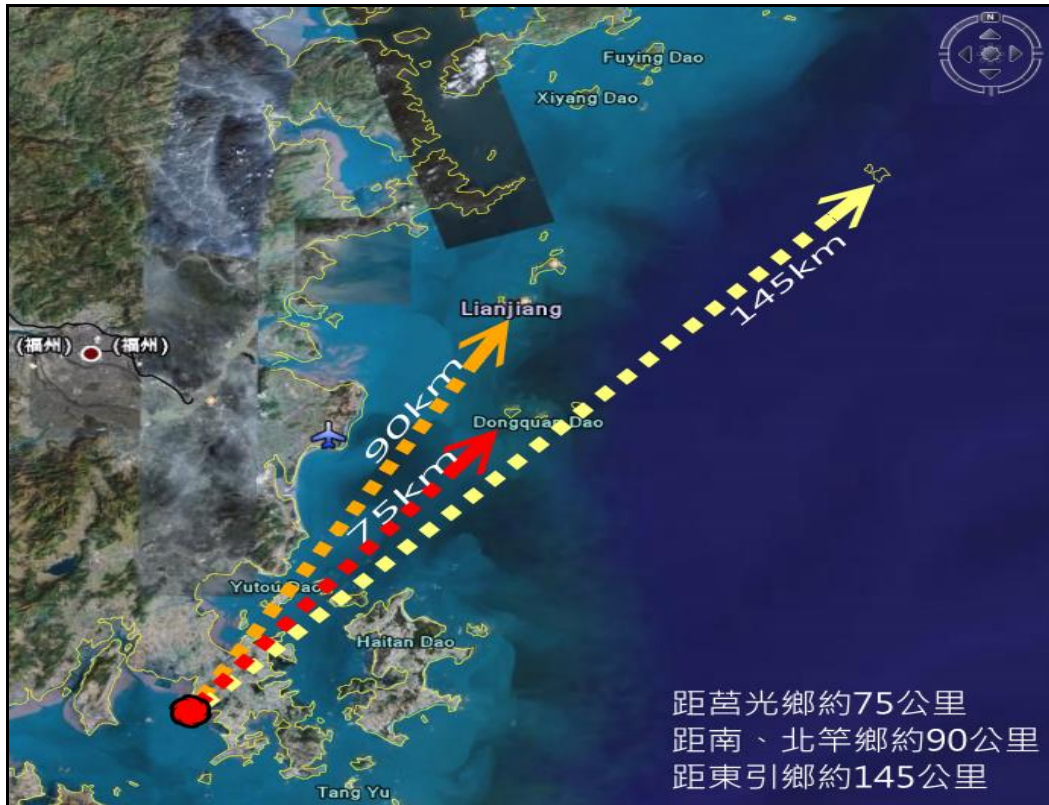 N
Fuying Dao
Xiyang Dao
145km
Lianjiang
(福州) (福州)
90km
Dongquan Dao
75km
Yutou Dao
Haitan Dao
距莒光鄉約75公里
距南、北竿鄉約90公里
距東引鄉約145公里
Tang Yu